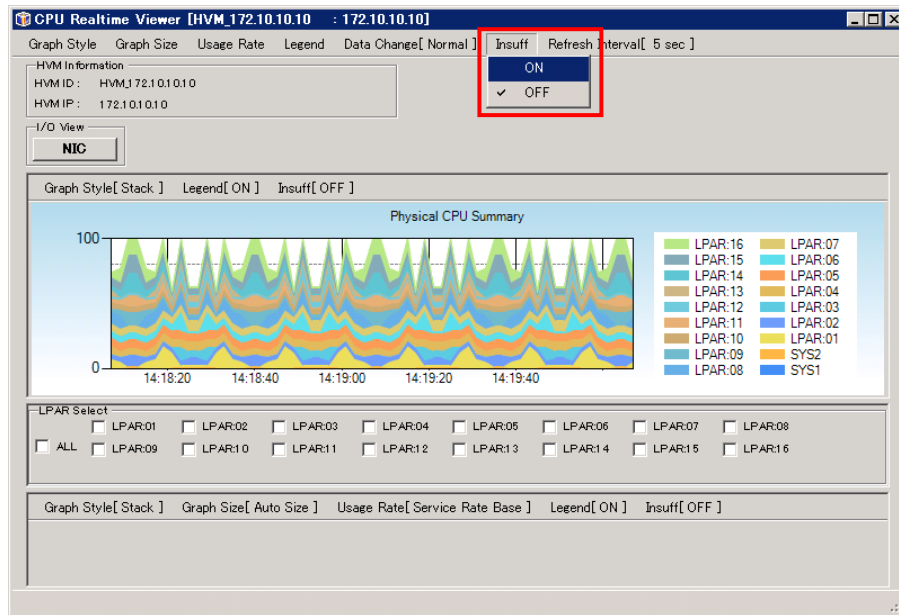 CPU Realtime Viewer [HVM_172.10.10.10 : 172.10.10.10]
Graph Style Graph Size Usage Rate Legend Data Change[ Normal ] Insuff Refresh Interval[ 5 sec ]
ON
OFF
HVM Information
HVM ID : HVM_172.10.10.10
HVM IP : 172.10.10.10
I/O View
NIC
Graph Style[ Stack ] Legend[ ON ] Insuff[ OFF ]
Physical CPU Summary
100
0
14:18:20 14:18:40 14:19:00 14:19:20 14:19:40
LPAR:16 LPAR:07
LPAR:15 LPAR:06
LPAR:14 LPAR:05
LPAR:13 LPAR:04
LPAR:12 LPAR:03
LPAR:11 LPAR:02
LPAR:10 LPAR:01
LPAR:09 SYS2
LPAR:08 SYS1
LPAR Select
ALL
LPAR:01 LPAR:02 LPAR:03 LPAR:04 LPAR:05 LPAR:06 LPAR:07 LPAR:08
LPAR:09 LPAR:10 LPAR:11 LPAR:12 LPAR:13 LPAR:14 LPAR:15 LPAR:16
Graph Style[ Stack ] Graph Size[ Auto Size ] Usage Rate[ Service Rate Base ] Legend[ ON ] Insuff[ OFF ]